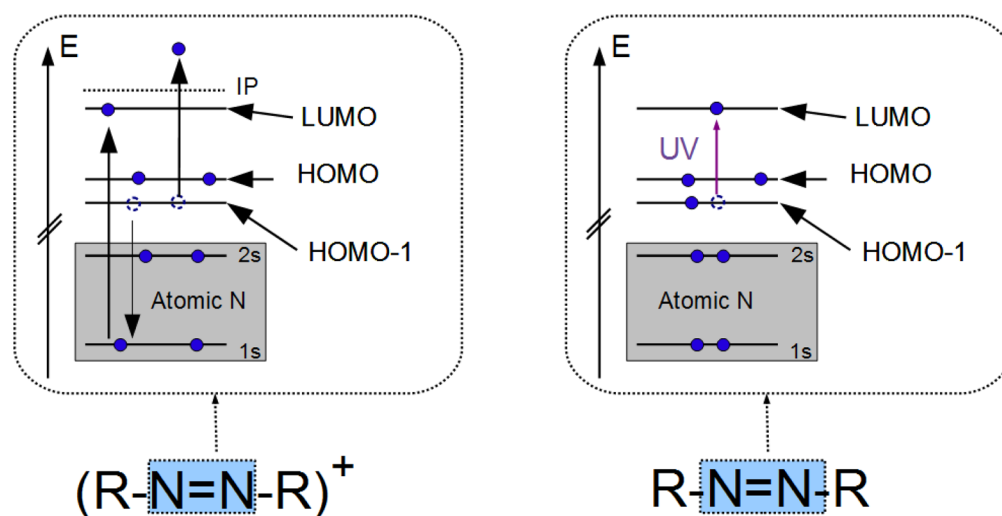 E
IP
LUMO
HOMO
HOMO-1
2s
Atomic N
1s
(R-N=N-R)+
E
LUMO
UV
HOMO
HOMO-1
2s
Atomic N
1s
R-N=N-R